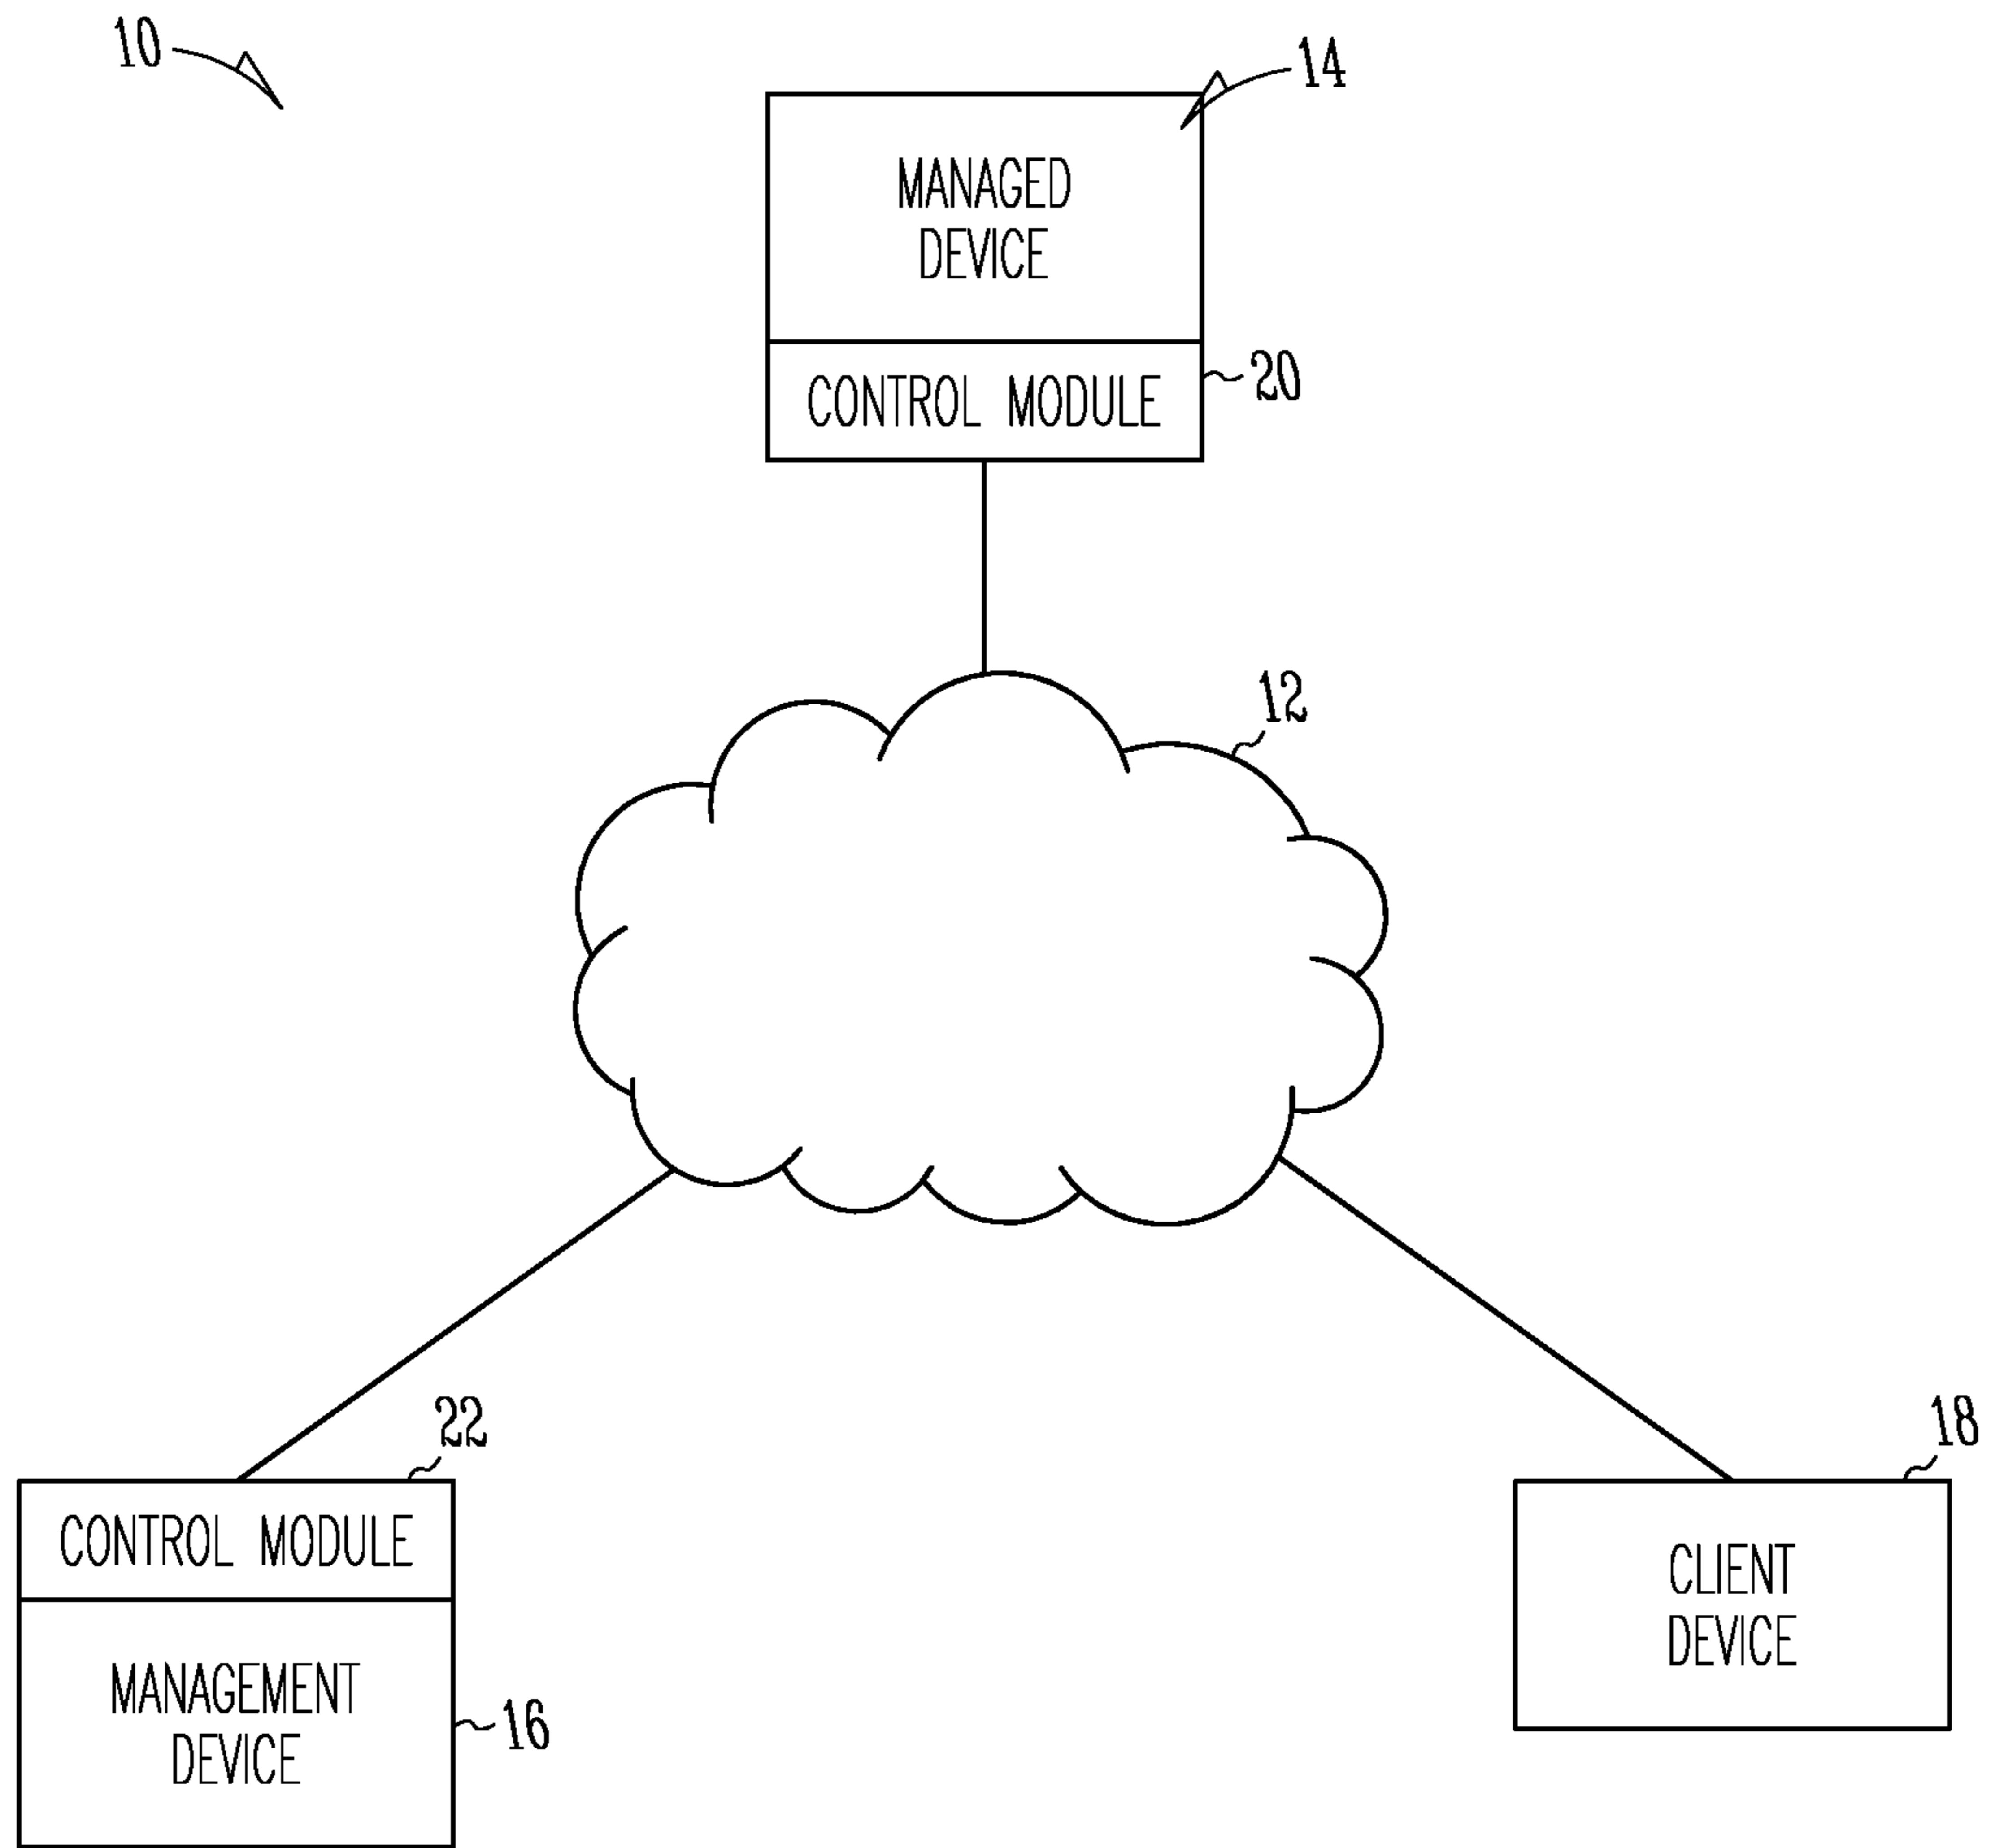 10
14
MANAGED
DEVICE
CONTROL MODULE
20
12
22
18
CONTROL MODULE
MANAGEMENT
DEVICE
16
CLIENT
DEVICE